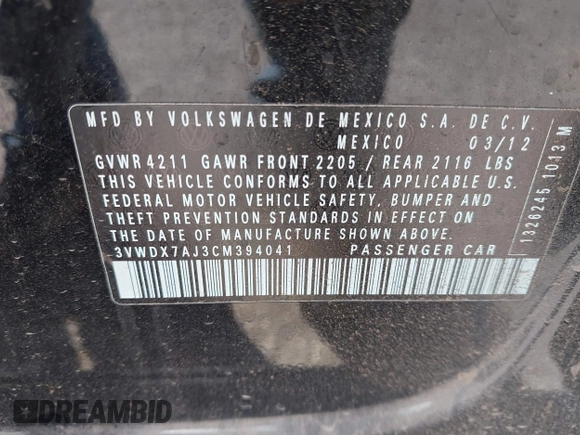 MFD BY VOLKSWAGEN DE MEXICO S.A. DE C.V.
MEXICO 03/12
GVWR 4211 GAWR FRONT 2205 / REAR 2116 LBS
THIS VEHICLE CONFORMS TO ALL APPLICABLE
FEDERAL MOTOR VEHICLE SAFETY, BUMPER AND
THEFT PREVENTION STANDARDS IN EFFECT ON
THE DATE OF MANUFACTURE SHOWN ABOVE.
3VWDX7AJ3CM394041 PASSENGER CAR
1326245 1013 M
DREAMBID